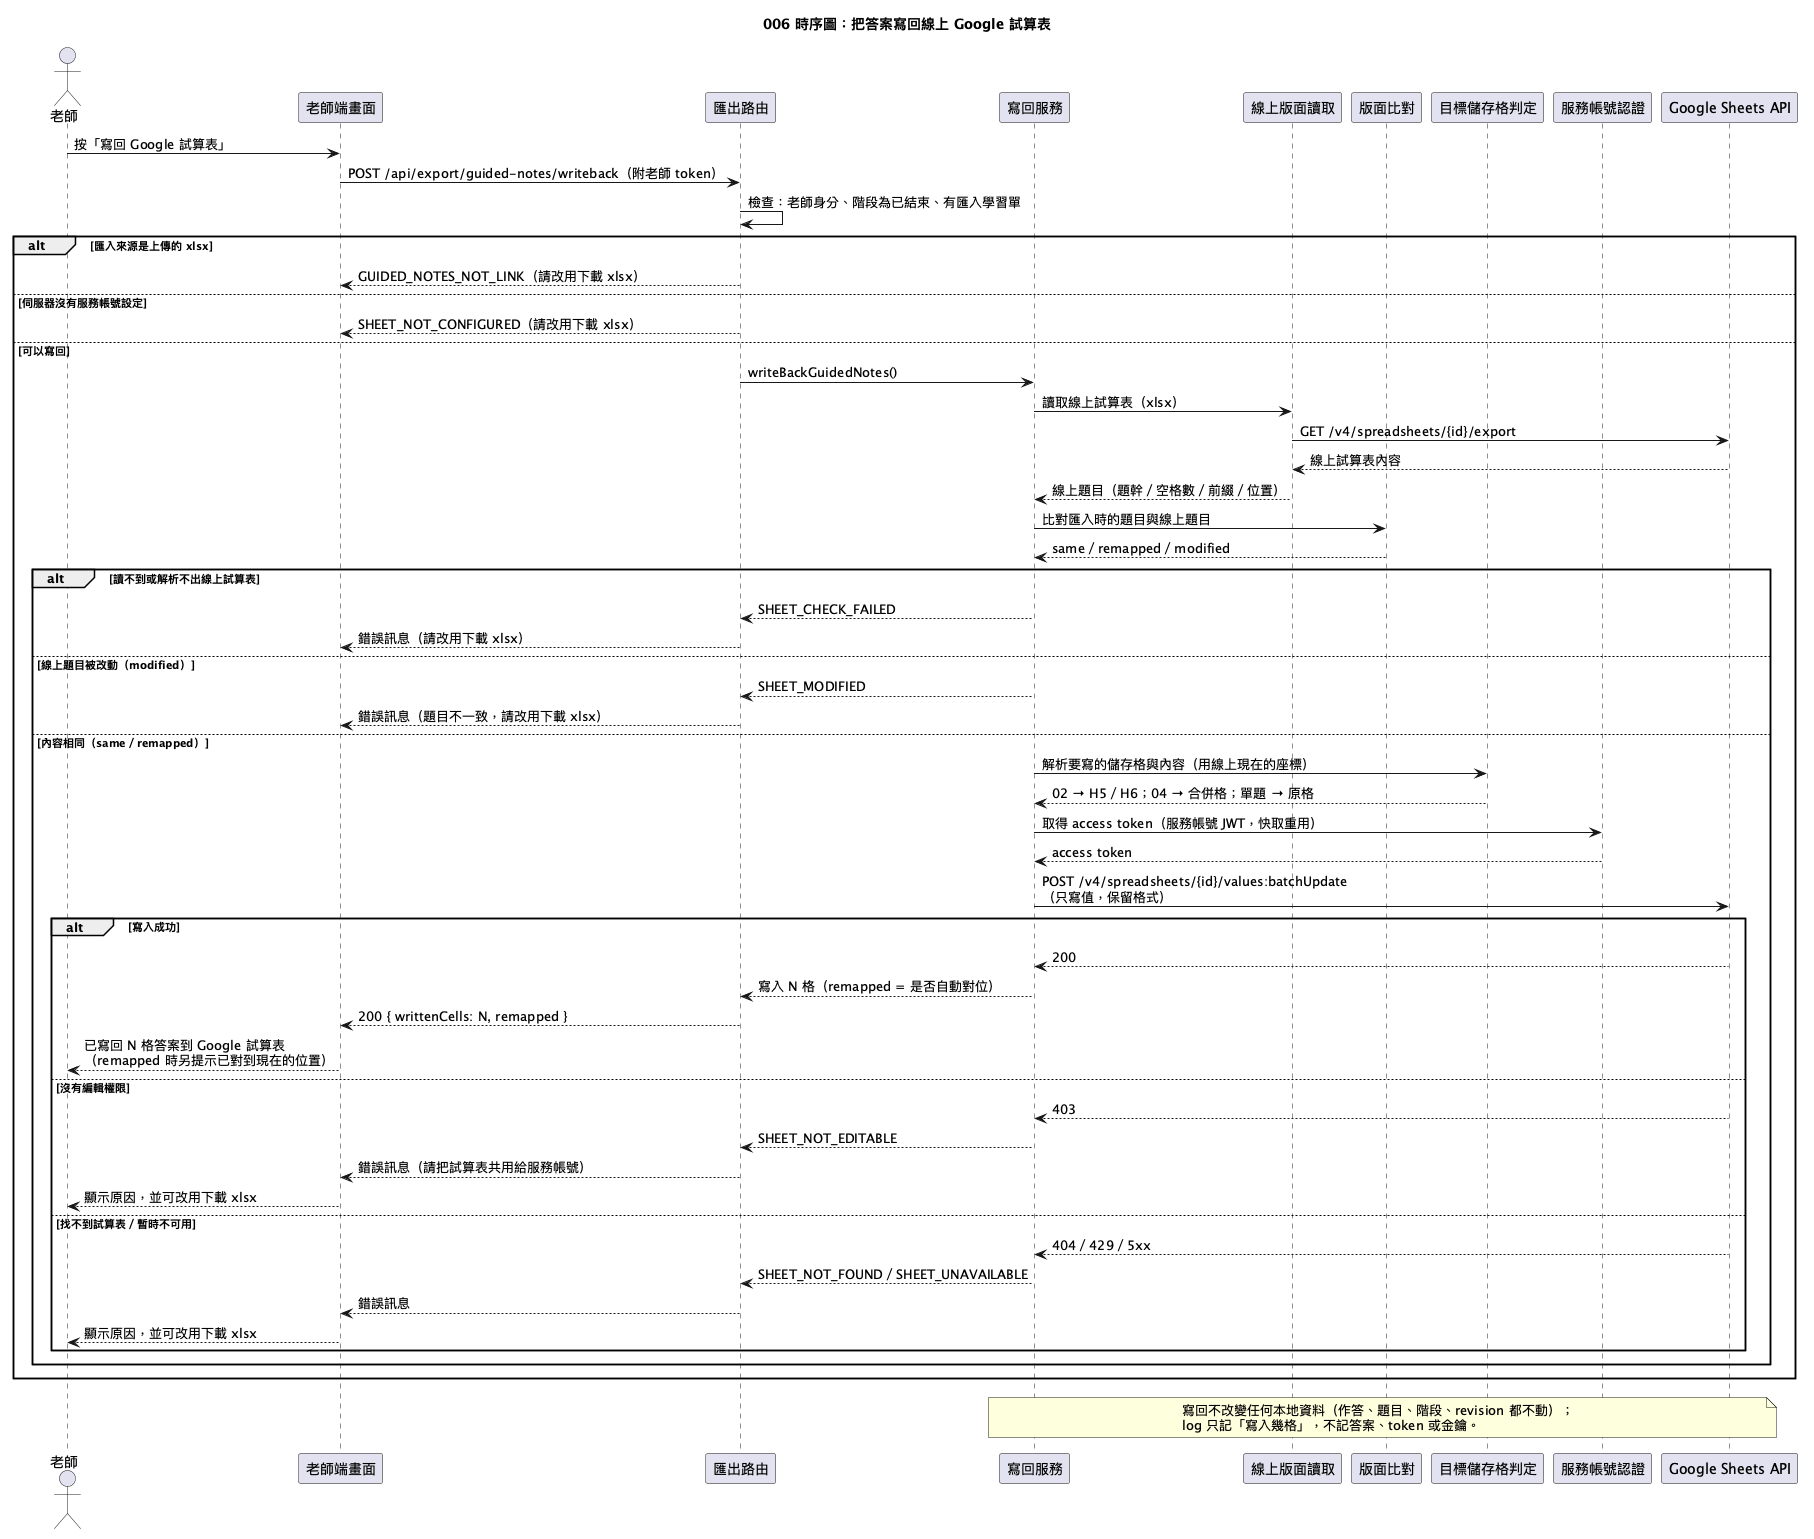 006 時序圖：把答案寫回線上 Google 試算表
老師
老師端畫面
匯出路由
寫回服務
線上版面讀取
版面比對
目標儲存格判定
服務帳號認證
Google Sheets API
按「寫回 Google 試算表」
POST /api/export/guided-notes/writeback（附老師 token）
檢查：老師身分、階段為已結束、有匯入學習單
alt
[匯入來源是上傳的 xlsx]
GUIDED_NOTES_NOT_LINK（請改用下載 xlsx）
[伺服器沒有服務帳號設定]
SHEET_NOT_CONFIGURED（請改用下載 xlsx）
[可以寫回]
writeBackGuidedNotes()
讀取線上試算表（xlsx）
GET /v4/spreadsheets/{id}/export
線上試算表內容
線上題目（題幹 / 空格數 / 前綴 / 位置）
比對匯入時的題目與線上題目
same / remapped / modified
alt
[讀不到或解析不出線上試算表]
SHEET_CHECK_FAILED
錯誤訊息（請改用下載 xlsx）
[線上題目被改動（modified）]
SHEET_MODIFIED
錯誤訊息（題目不一致，請改用下載 xlsx）
[內容相同（same / remapped）]
解析要寫的儲存格與內容（用線上現在的座標）
02 → H5 / H6；04 → 合併格；單題 → 原格
取得 access token（服務帳號 JWT，快取重用）
access token
POST /v4/spreadsheets/{id}/values:batchUpdate
（只寫值，保留格式）
alt
[寫入成功]
200
寫入 N 格（remapped = 是否自動對位）
200 { writtenCells: N, remapped }
已寫回 N 格答案到 Google 試算表
（remapped 時另提示已對到現在的位置）
[沒有編輯權限]
403
SHEET_NOT_EDITABLE
錯誤訊息（請把試算表共用給服務帳號）
顯示原因，並可改用下載 xlsx
[找不到試算表 / 暫時不可用]
404 / 429 / 5xx
SHEET_NOT_FOUND / SHEET_UNAVAILABLE
錯誤訊息
顯示原因，並可改用下載 xlsx
寫回不改變任何本地資料（作答、題目、階段、revision 都不動）；
log 只記「寫入幾格」，不記答案、token 或金鑰。
老師
老師端畫面
匯出路由
寫回服務
線上版面讀取
版面比對
目標儲存格判定
服務帳號認證
Google Sheets API